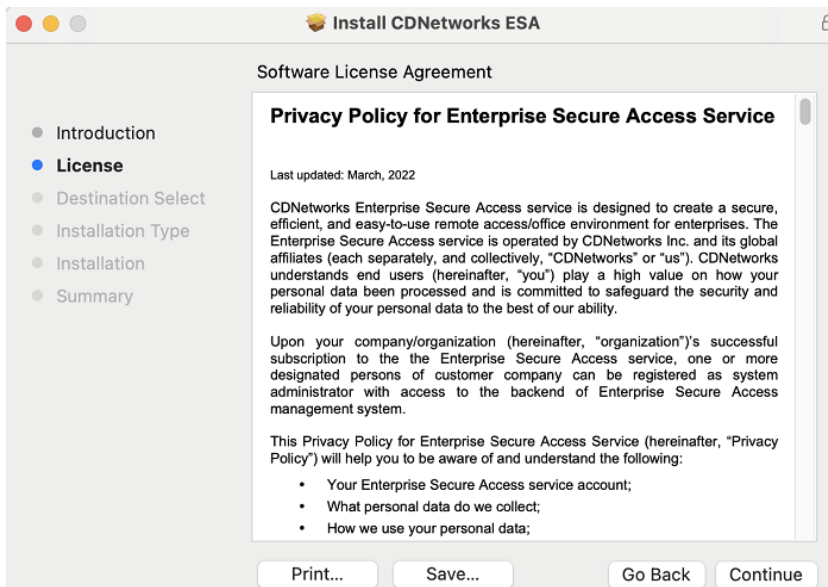 Install CDNetworks ESA
Software License Agreement
Introduction
License
Destination Select
Installation Type
Installation
Summary
Privacy Policy for Enterprise Secure Access Service
Last updated: March, 2022
CDNetworks Enterprise Secure Access service is designed to create a secure,
efficient, and easy-to-use remote access/office environment for enterprises. The
Enterprise Secure Access service is operated by CDNetworks Inc. and its global
affiliates (each separately, and collectively, “CDNetworks” or “us”). CDNetworks
understands end users (hereinafter, “you”) play a high value on how your
personal data been processed and is committed to safeguard the security and
reliability of your personal data to the best of our ability.
Upon your company/organization (hereinafter, “organization”)’s successful
subscription to the the Enterprise Secure Access service, one or more
designated persons of customer company can be registered as system
administrator with access to the backend of Enterprise Secure Access
management system.
This Privacy Policy for Enterprise Secure Access Service (hereinafter, “Privacy
Policy”) will help you to be aware of and understand the following:
• Your Enterprise Secure Access service account;
• What personal data do we collect;
• How we use your personal data;
Print... Save... Go Back Continue